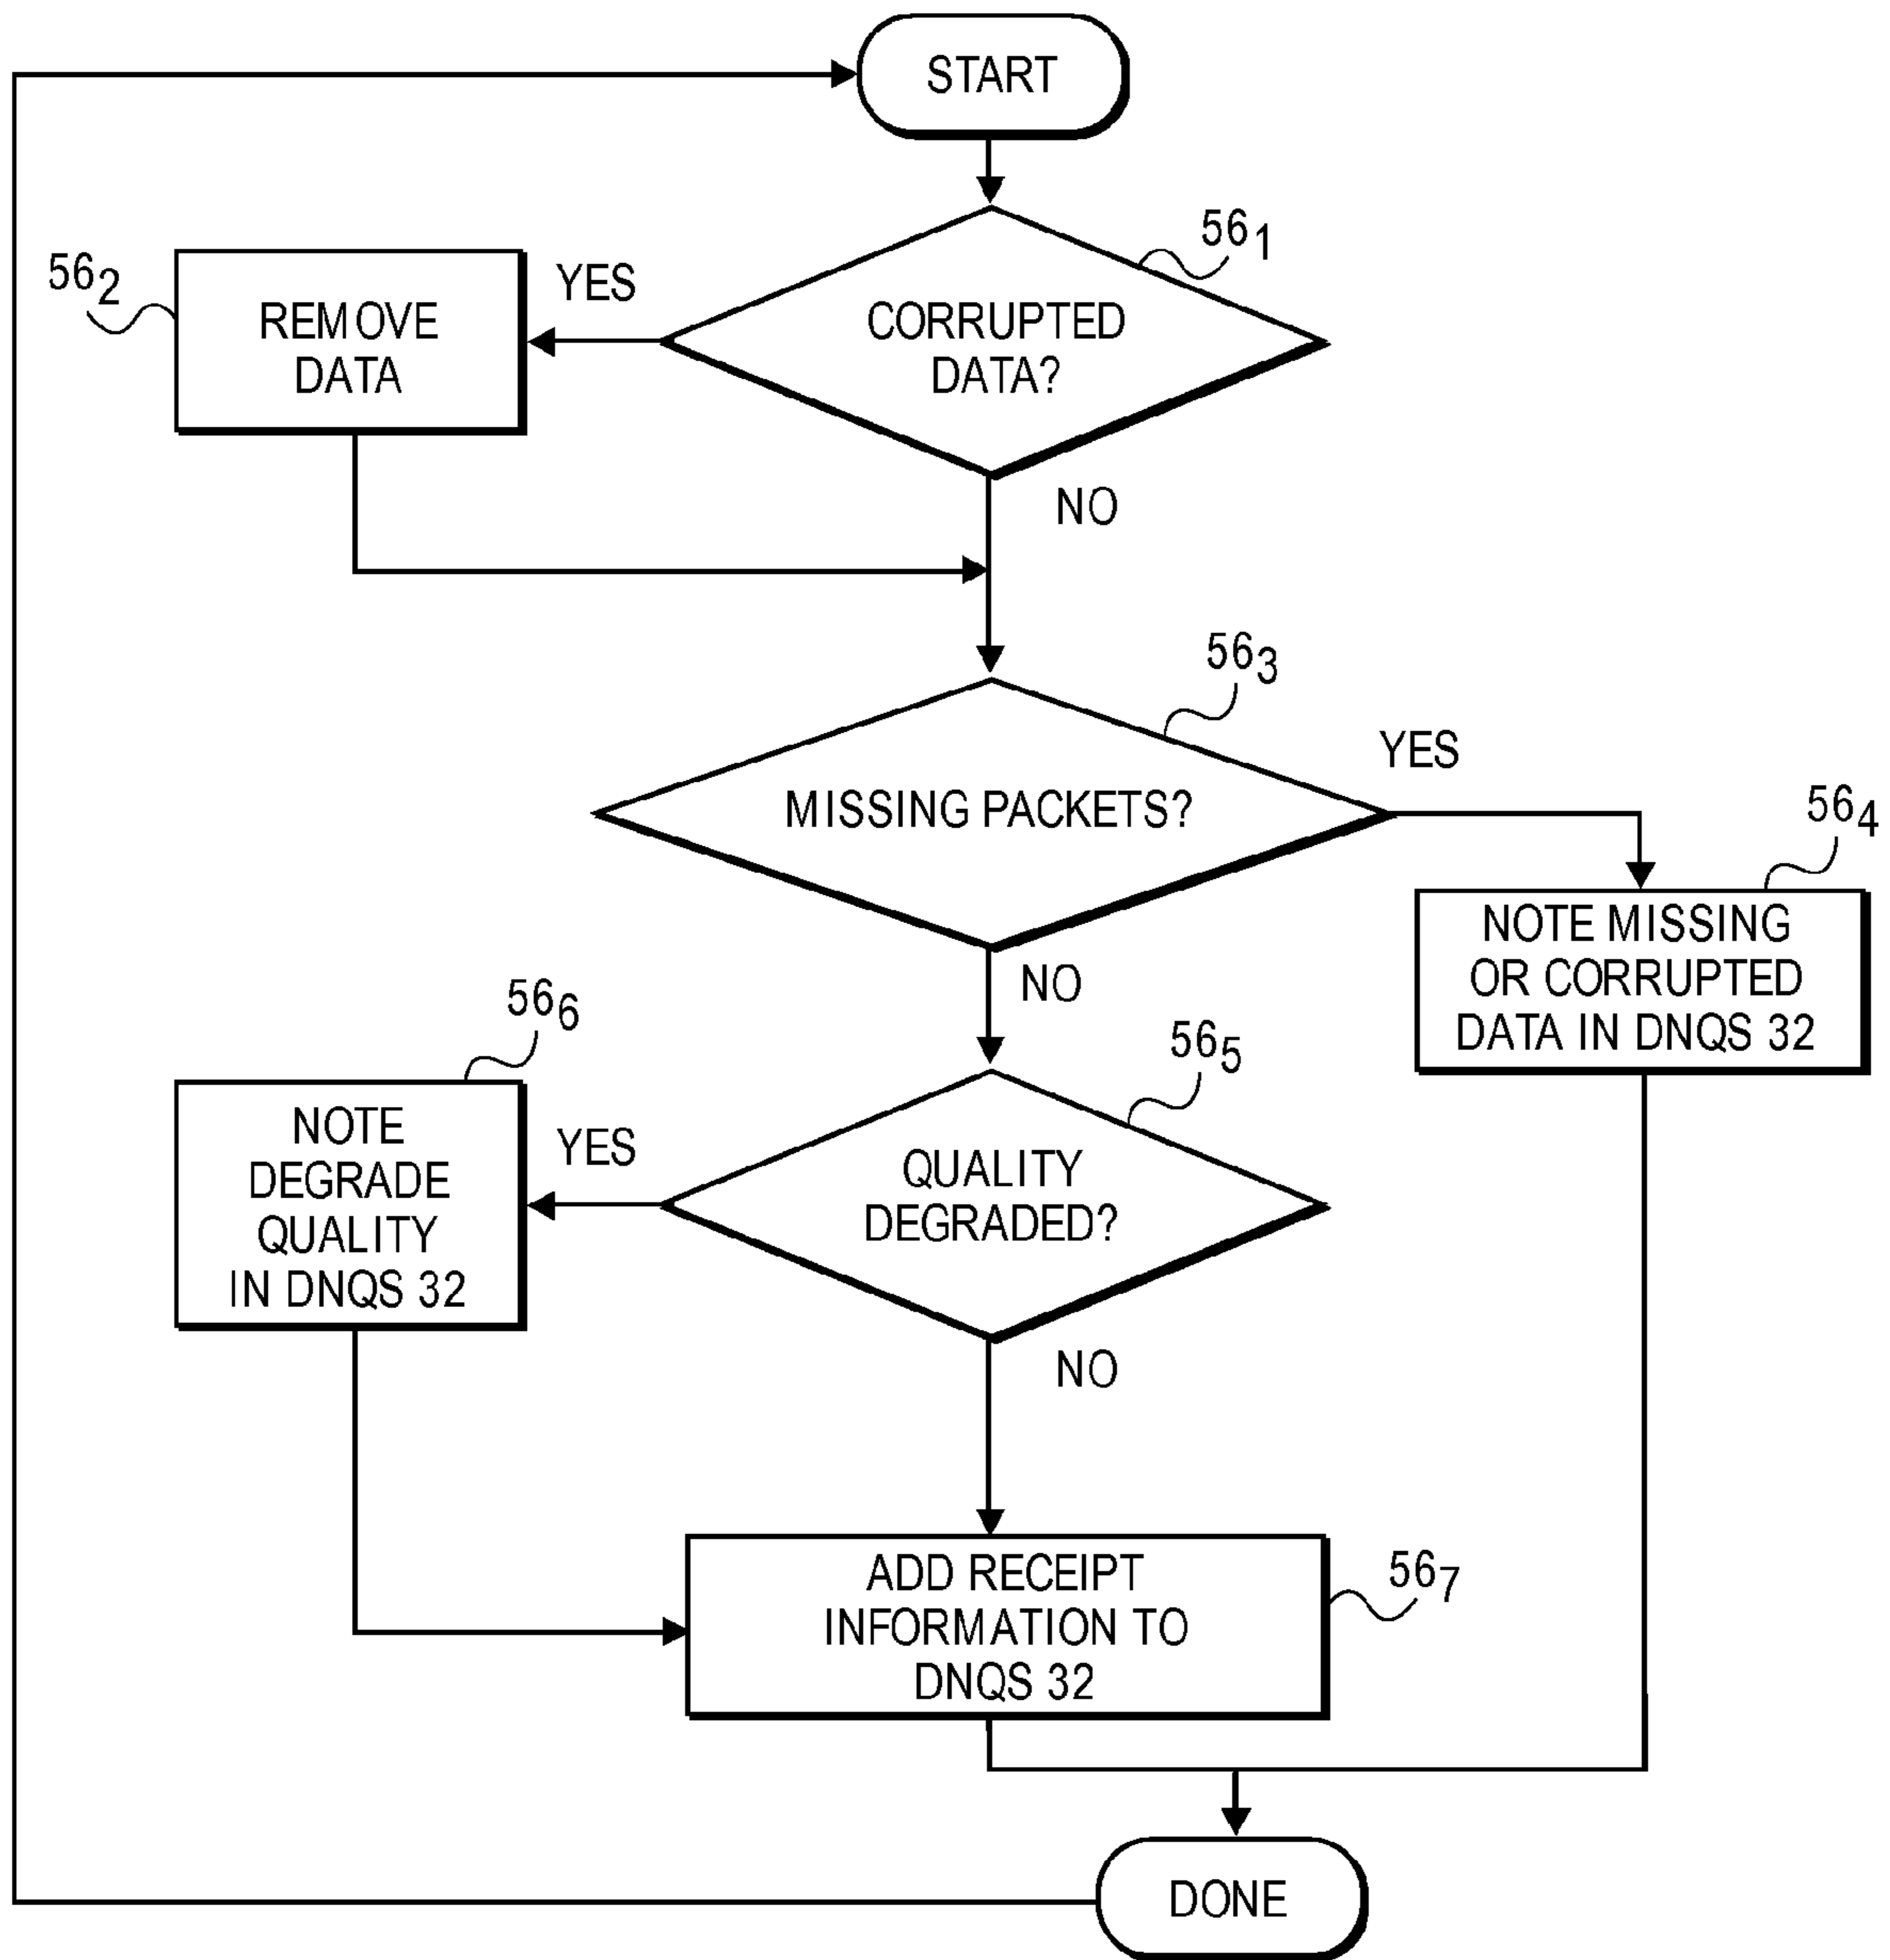 START
56₁
56₂
YES
REMOVE
DATA
CORRUPTED
DATA?
NO
56₃
YES
MISSING PACKETS?
56₄
NOTE MISSING
OR CORRUPTED
DATA IN DNQS 32
NO
56₆
56₅
NOTE
DEGRADE
QUALITY
IN DNQS 32
YES
QUALITY
DEGRADED?
NO
ADD RECEIPT
INFORMATION TO
DNQS 32
56₇
DONE